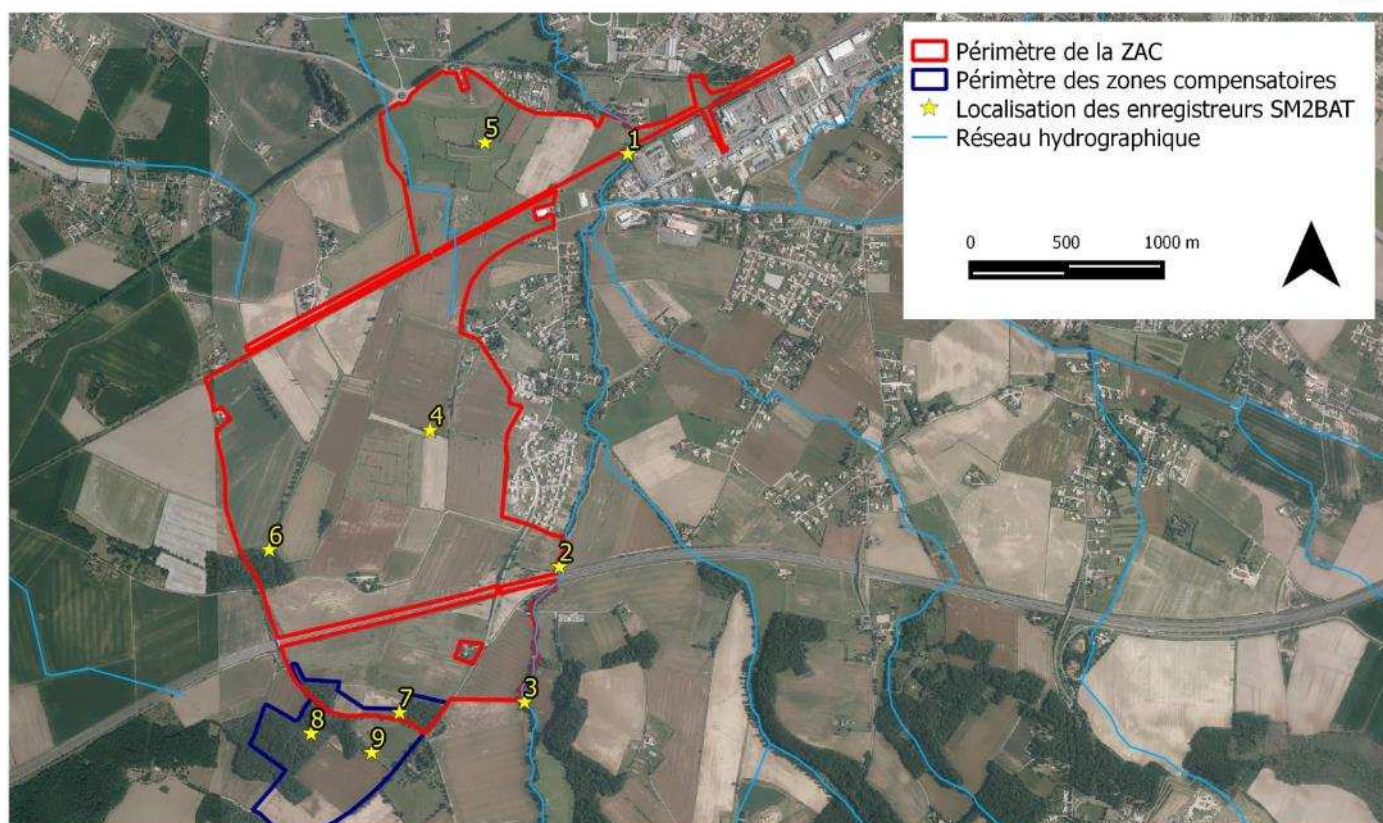 Périmètre de la ZAC
Périmètre des zones compensatoires
Localisation des enregistreurs SM2BAT
Réseau hydrographique
0 500 1000 m
5
1
4
6
2
3
7
8
9